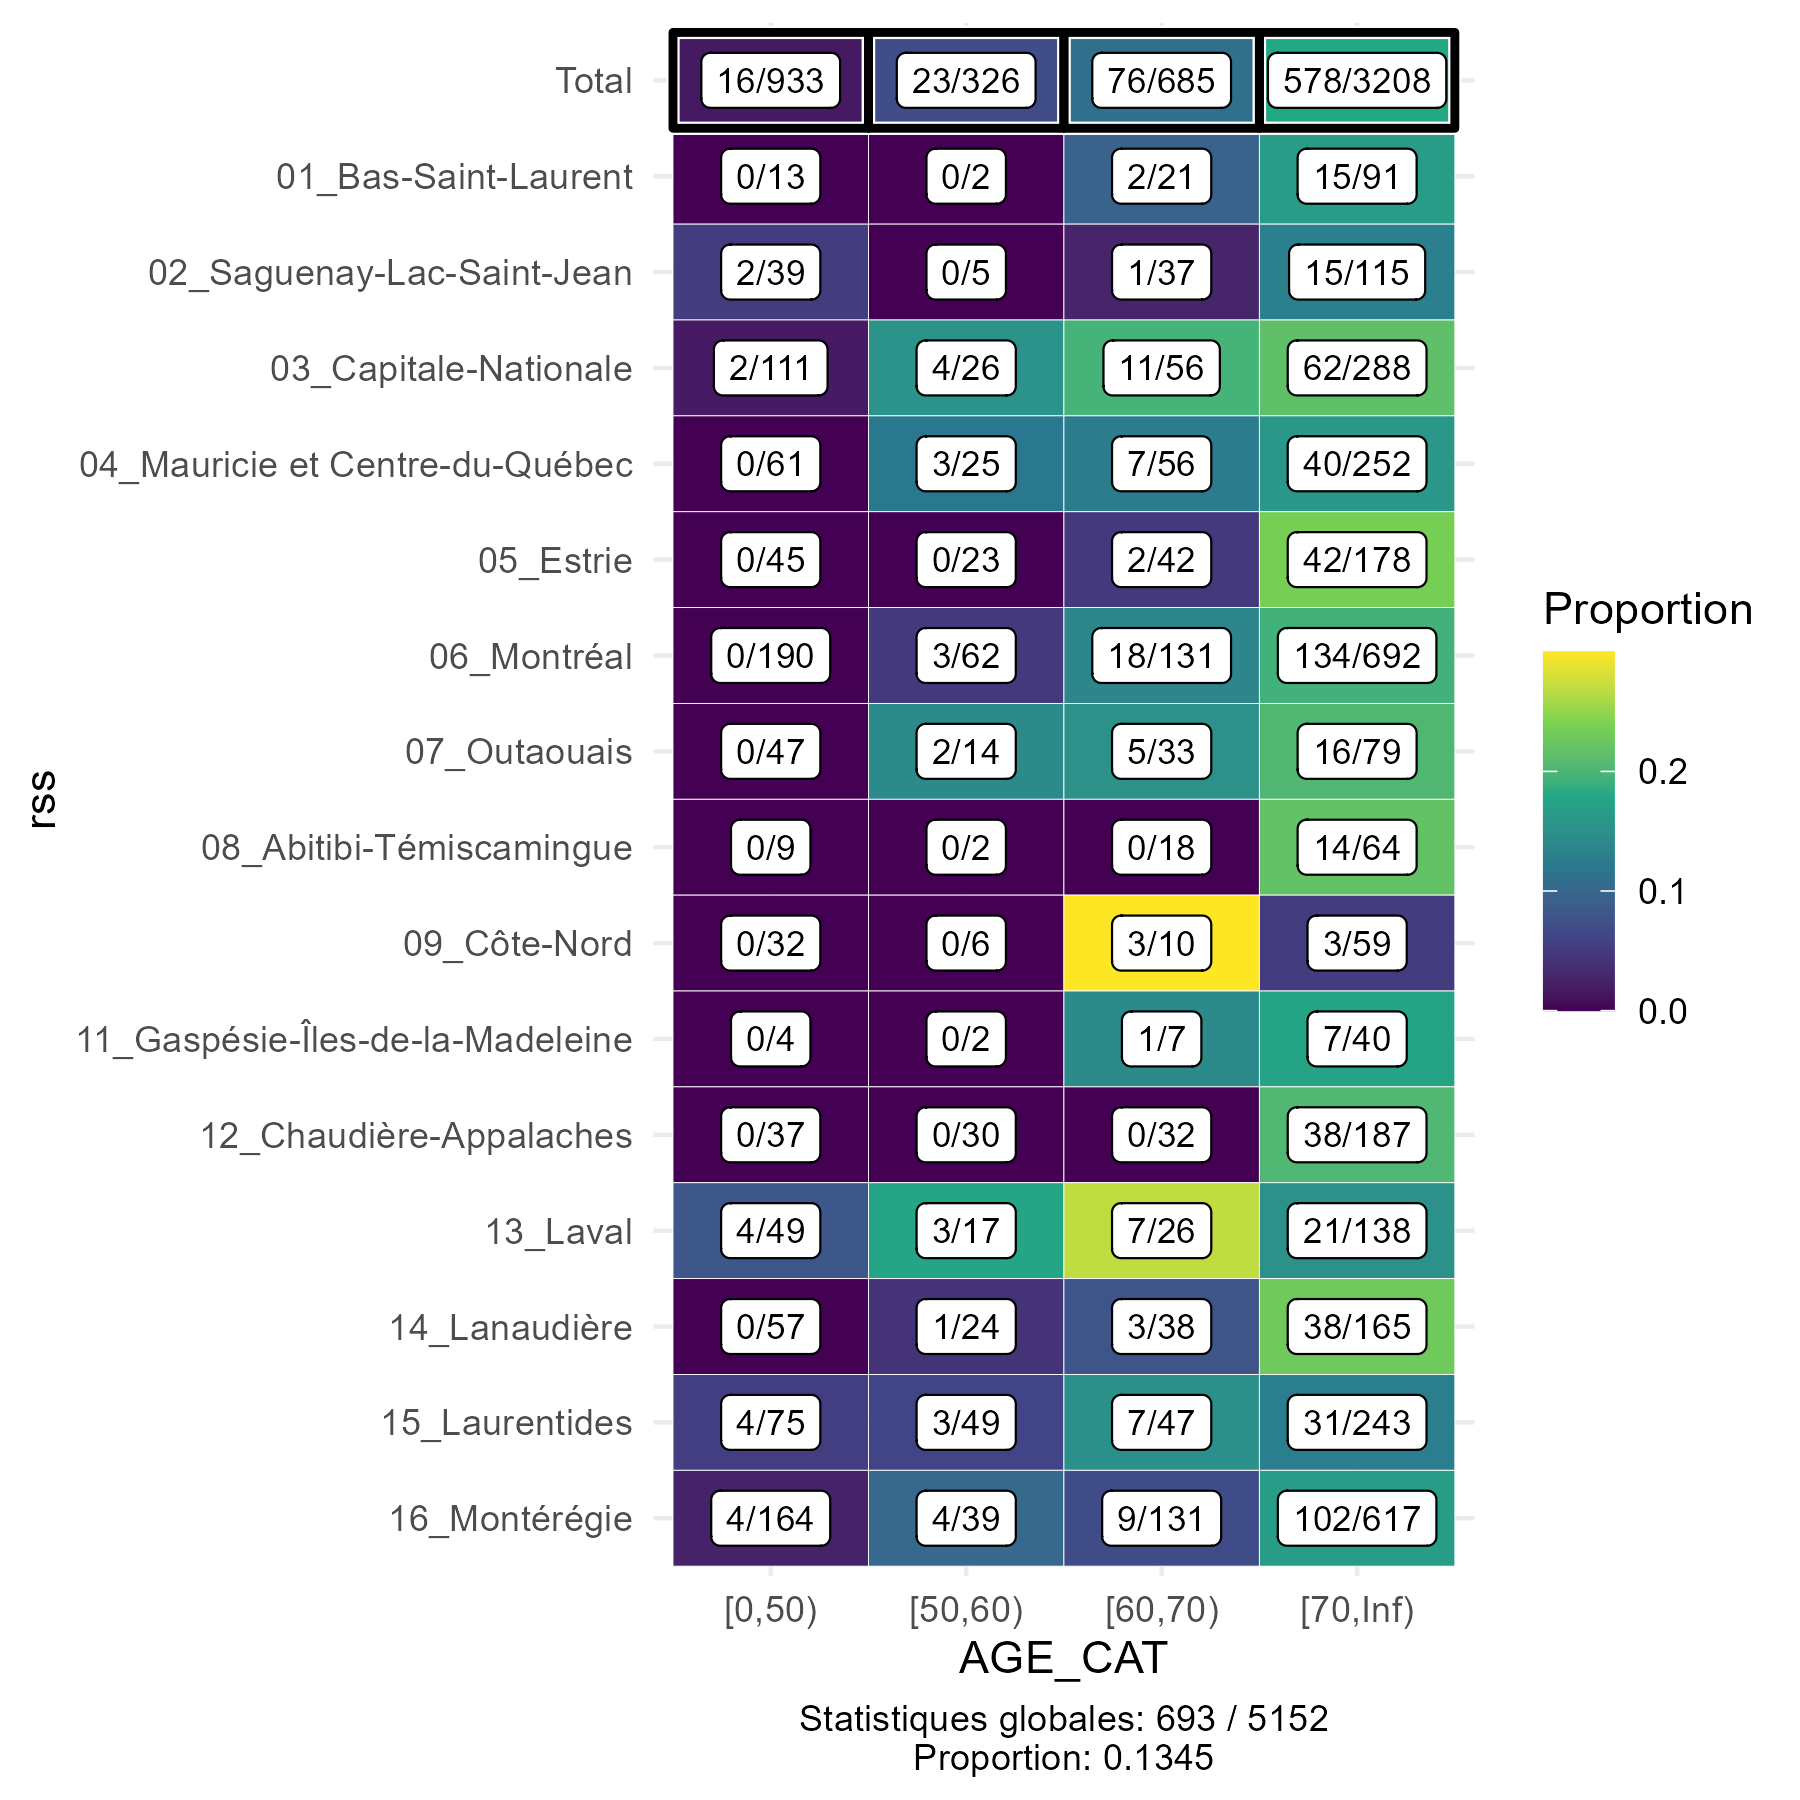 Total 16/933 23/326 76/685 578/3208
01_Bas-Saint-Laurent 0/13 0/2 2/21 15/91
02_Saguenay-Lac-Saint-Jean 2/39 0/5 1/37 15/115
03_Capitale-Nationale 2/111 4/26 11/56 62/288
04_Mauricie et Centre-du-Québec 0/61 3/25 7/56 40/252
05_Estrie 0/45 0/23 2/42 42/178
06_Montréal 0/190 3/62 18/131 134/692
07_Outaouais 0/47 2/14 5/33 16/79
08_Abitibi-Témiscamingue 0/9 0/2 0/18 14/64
09_Côte-Nord 0/32 0/6 3/10 3/59
11_Gaspésie-Îles-de-la-Madeleine 0/4 0/2 1/7 7/40
12_Chaudière-Appalaches 0/37 0/30 0/32 38/187
13_Laval 4/49 3/17 7/26 21/138
14_Lanaudière 0/57 1/24 3/38 38/165
15_Laurentides 4/75 3/49 7/47 31/243
16_Montérégie 4/164 4/39 9/131 102/617
rss
[0,50) [50,60) [60,70) [70,Inf)
AGE_CAT
Statistiques globales: 693 / 5152
Proportion: 0.1345
Proportion
0.2
0.1
0.0